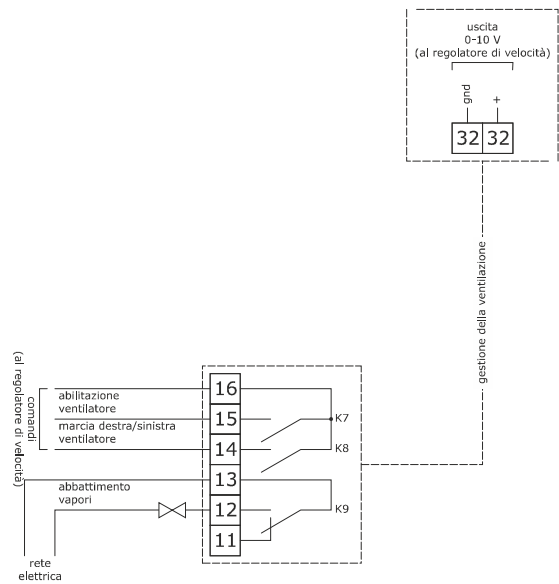 uscita
0-10 V
(al regolatore di velocità)
gnd
+
32 32
gestione della ventilazione
(al regolatore di velocità)
comandi
abilitazione
ventilatore
marcia destra/sinistra
ventilatore
abbattimento
vapori
rete
elettrica
16
15
14
13
12
11
K7
K8
K9